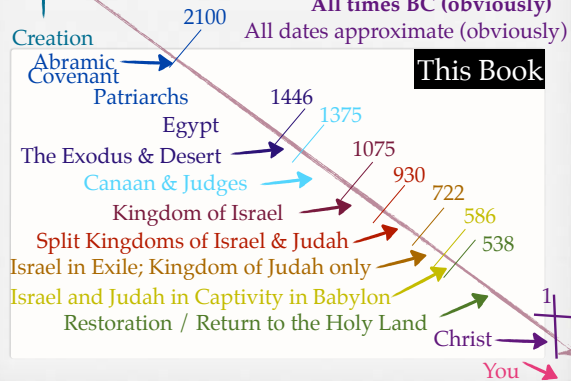 All times BC (obviously)
2100
All dates approximate (obviously)
Creation
Abramic
Covenant
This Book
Patriarchs
1446
Egypt
1375
The Exodus & Desert
1075
Canaan & Judges
930
722
Kingdom of Israel
586
Split Kingdoms of Israel & Judah
538
Israel in Exile; Kingdom of Judah only
Israel and Judah in Captivity in Babylon
1
Restoration / Return to the Holy Land
Christ
You